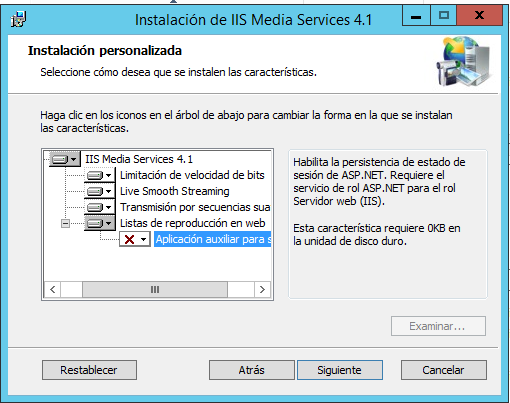 Instalación de IIS Media Services 4.1
Instalación personalizada
Seleccione cómo desea que se instalen las características.
Haga clic en los iconos en el árbol de abajo para cambiar la forma en la que se instalan
las características.
IIS Media Services 4.1
Limitación de velocidad de bits
Live Smooth Streaming
Transmisión por secuencias sua
Listas de reproducción en web
Aplicación auxiliar para s
Habilita la persistencia de estado de
sesión de ASP.NET. Requiere el
servicio de rol ASP.NET para el rol
Servidor web (IIS).
Esta característica requiere 0KB en
la unidad de disco duro.
Examinar...
Restablecer
Atrás
Siguiente
Cancelar